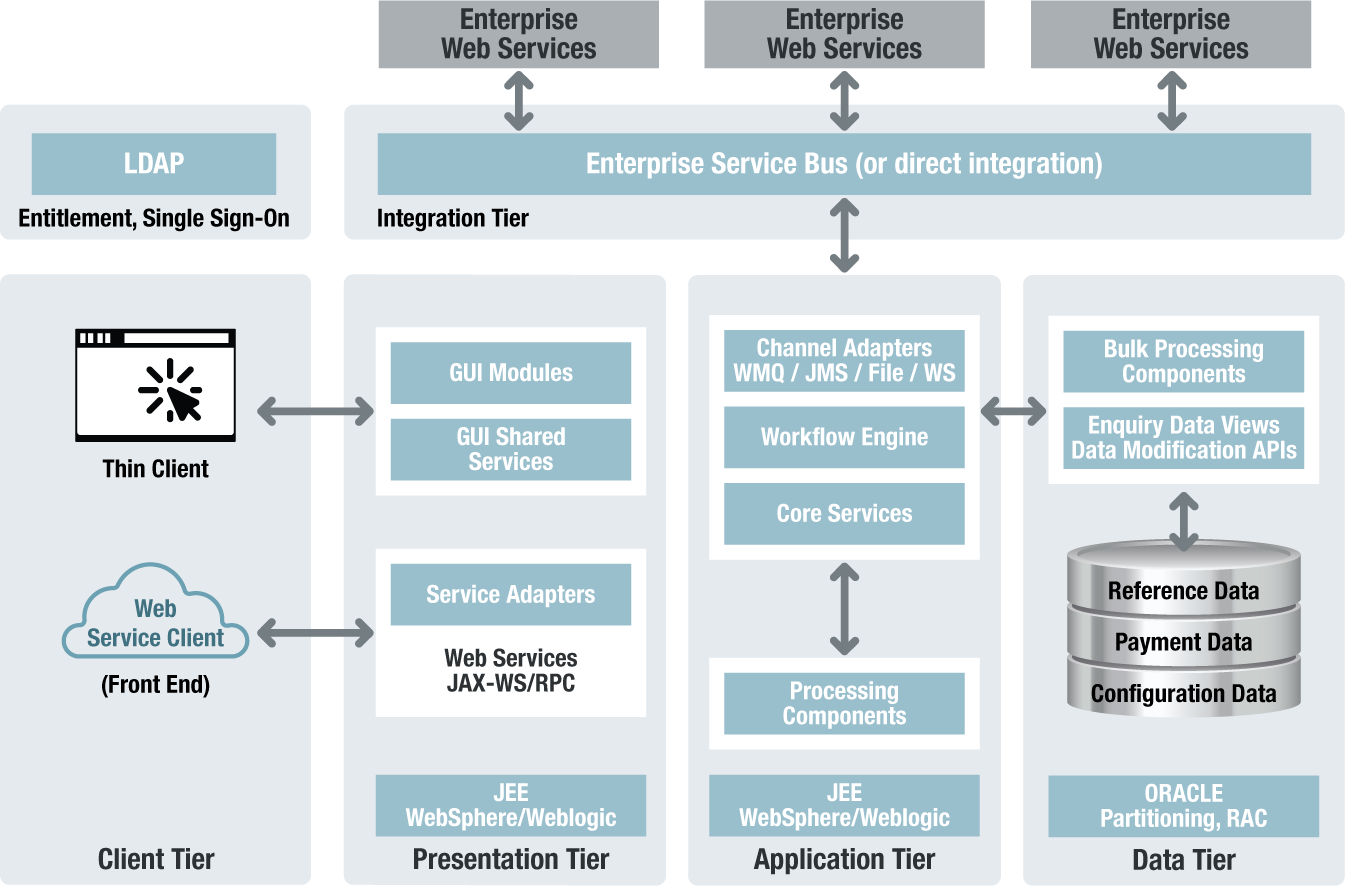 Enterprise
Web Services
Enterprise
Web Services
Enterprise
Web Services
LDAP
Entitlement, Single Sign-On
Enterprise Service Bus (or direct integration)
Integration Tier
Thin Client
Web
Service Client
(Front End)
Client Tier
GUI Modules
GUI Shared
Services
Service Adapters
Web Services
JAX-WS/RPC
JEE
WebSphere/Weblogic
Presentation Tier
Channel Adapters
WMQ / JMS / File / WS
Workflow Engine
Core Services
Processing
Components
JEE
WebSphere/Weblogic
Application Tier
Bulk Processing
Components
Enquiry Data Views
Data Modification APIs
Reference Data
Payment Data
Configuration Data
ORACLE
Partitioning, RAC
Data Tier